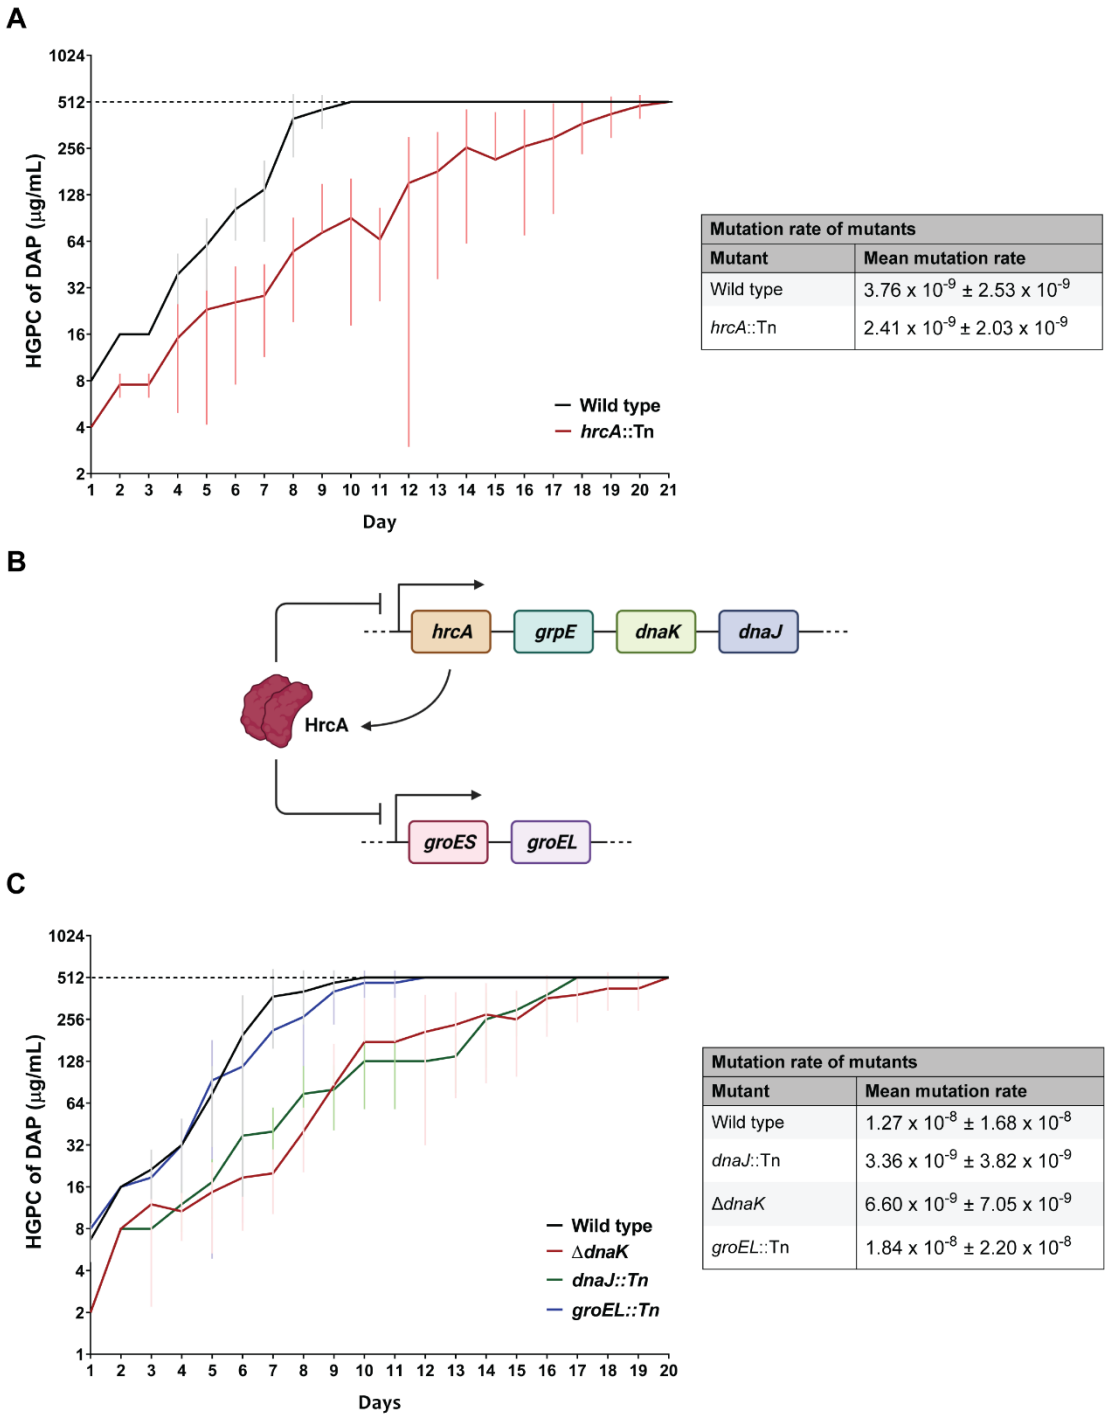 A
1024
512
256
128
64
32
16
8
4
2
HGPC of DAP (μg/mL)
1 2 3 4 5 6 7 8 9 10 11 12 13 14 15 16 17 18 19 20 21
Day
Wild type
hrcA::Tn
Mutation rate of mutants
Mutant Mean mutation rate
Wild type 3.76 x 10⁻⁹ ± 2.53 x 10⁻⁹
hrcA::Tn 2.41 x 10⁻⁹ ± 2.03 x 10⁻⁹
B
hrcA grpE dnaK dnaJ
HrcA
groES groEL
C
1024
512
256
128
64
32
16
8
4
2
1
HGPC of DAP (μg/mL)
1 2 3 4 5 6 7 8 9 10 11 12 13 14 15 16 17 18 19 20
Days
Wild type
ΔdnaK
dnaJ::Tn
groEL::Tn
Mutation rate of mutants
Mutant Mean mutation rate
Wild type 1.27 x 10⁻⁸ ± 1.68 x 10⁻⁸
dnaJ::Tn 3.36 x 10⁻⁹ ± 3.82 x 10⁻⁹
ΔdnaK 6.60 x 10⁻⁹ ± 7.05 x 10⁻⁹
groEL::Tn 1.84 x 10⁻⁸ ± 2.20 x 10⁻⁸